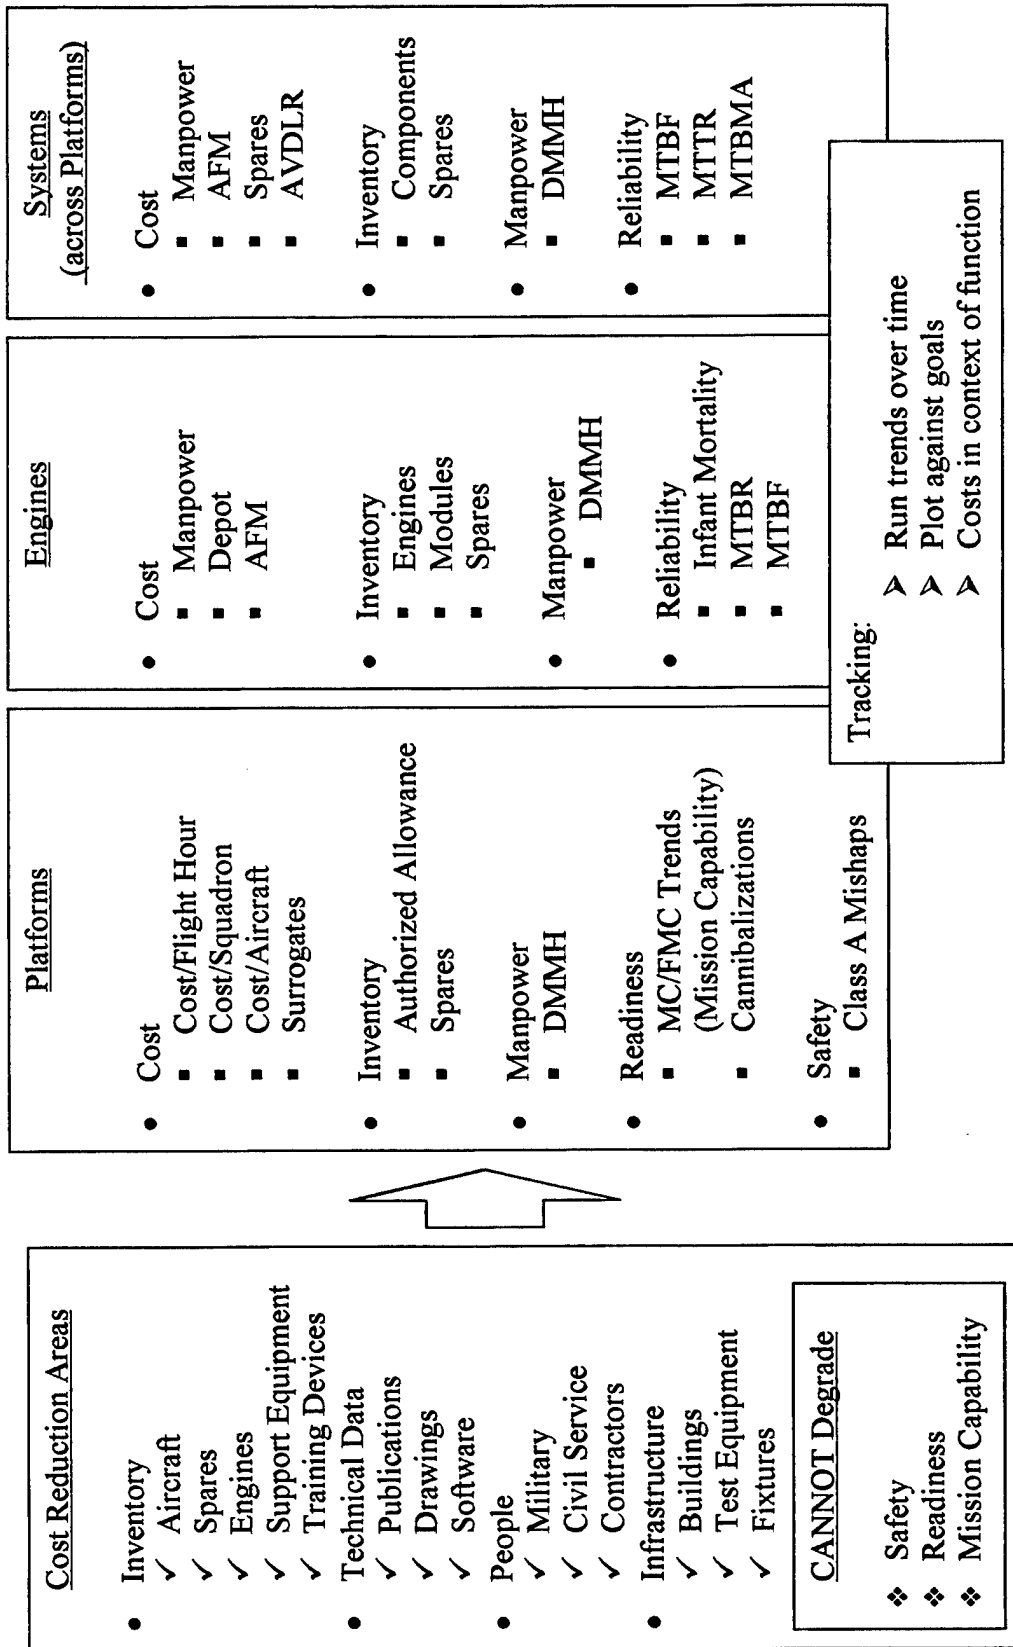 Cost Reduction Areas
• Inventory
✓ Aircraft
✓ Spares
✓ Engines
✓ Support Equipment
✓ Training Devices
• Technical Data
✓ Publications
✓ Drawings
✓ Software
• People
✓ Military
✓ Civil Service
✓ Contractors
• Infrastructure
✓ Buildings
✓ Test Equipment
✓ Fixtures
CANNOT Degrade
❖ Safety
❖ Readiness
❖ Mission Capability
Platforms
• Cost
▪ Cost/Flight Hour
▪ Cost/Squadron
▪ Cost/Aircraft
▪ Surrogates
• Inventory
▪ Authorized Allowance
▪ Spares
• Manpower
▪ DMMH
• Readiness
▪ MC/FMC Trends
(Mission Capability)
▪ Cannibalizations
• Safety
▪ Class A Mishaps
Engines
• Cost
▪ Manpower
▪ Depot
▪ AFM
• Inventory
▪ Engines
▪ Modules
▪ Spares
• Manpower
▪ DMMH
• Reliability
▪ Infant Mortality
▪ MTBR
▪ MTBF
Systems
(across Platforms)
• Cost
▪ Manpower
▪ AFM
▪ Spares
▪ AVDLR
• Inventory
▪ Components
▪ Spares
• Manpower
▪ DMMH
• Reliability
▪ MTBF
▪ MTTR
▪ MTBMA
Tracking:
➢ Run trends over time
➢ Plot against goals
➢ Costs in context of function